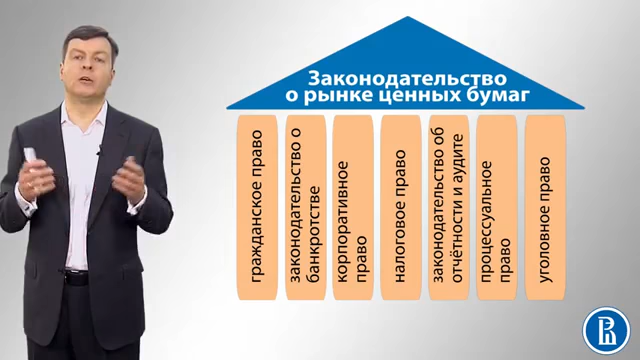 Законодательство
о рынке ценных бумаг
гражданское право
законодательство о
банкротстве
корпоративное
право
налоговое право
законодательство об
отчётности и аудите
процессуальное
право
уголовное право